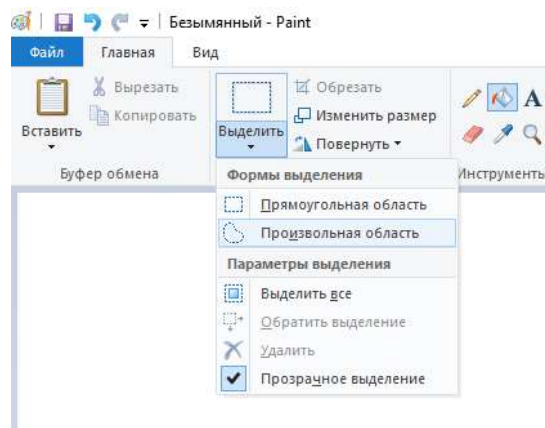 Безымянный - Paint
Файл Главная Вид
Вставить
Вырезать
Копировать
Буфер обмена
Выделить
Обрезать
Изменить размер
Повернуть
A
Инструменты
Формы выделения
Прямоугольная область
Произвольная область
Параметры выделения
Выделить все
Обратить выделение
Удалить
Прозрачное выделение